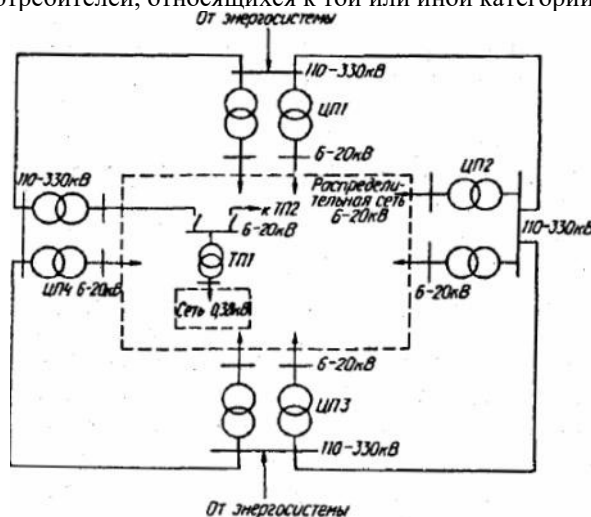 отребителей, относящихся к той или иной категории
От энергосистемы
110-330кВ
ЦП1
6-20кВ
ЦП2
Распредели-
тельная сеть
6-20кВ
110-330кВ
к ТП2
6-20кВ
110-330кВ
ТП1
ЦП4 6-20кВ
6-20кВ
Сеть 0,38кВ
6-20кВ
ЦП3
110-330кВ
От энергосистемы